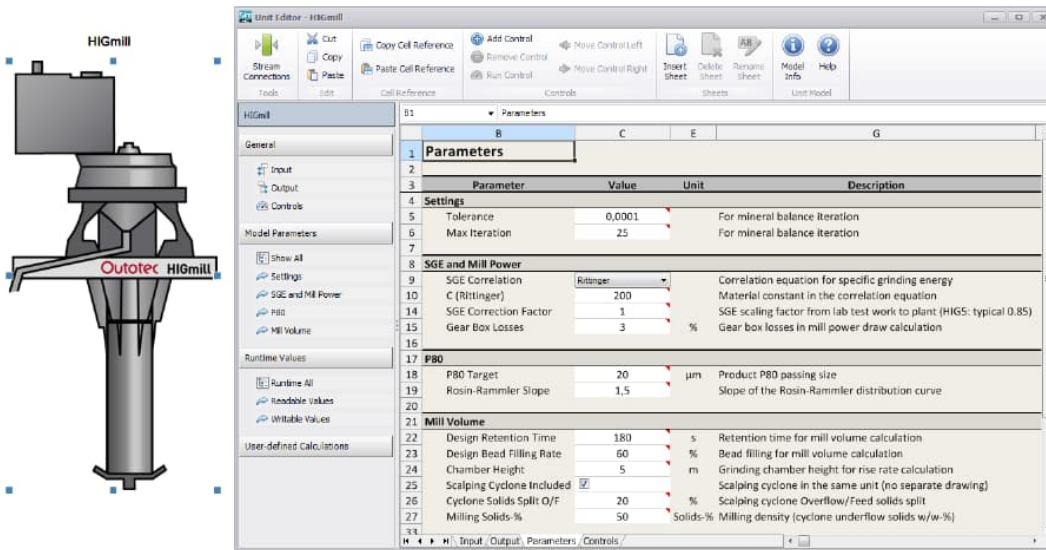 HIGmill
Outotec HIGmill
Unit Editor - HIGmill
Stream Connections
Cut
Copy
Paste
Copy Cell Reference
Paste Cell Reference
Add Control
Remove Control
Run Control
Move Control Left
Move Control Right
Insert Sheet
Delete Sheet
Rename Sheet
Model Info
Help
Tools
Edit
Cell Reference
Controls
Sheets
Unit Model
HIGmill
B1
Parameters
General
Input
Output
Controls
Model Parameters
Show All
Settings
SGE and Mill Power
P80
Mill Volume
Runtime Values
Runtime All
Readable Values
Writable Values
User-defined Calculations
B C E G
1 Parameters
2
3 Parameter Value Unit Description
4 Settings
5 Tolerance 0,0001 For mineral balance iteration
6 Max Iteration 25 For mineral balance iteration
7
8 SGE and Mill Power
9 SGE Correlation Rittinger Correlation equation for specific grinding energy
10 C (Rittinger) 200 Material constant in the correlation equation
14 SGE Correction Factor 1 SGE scaling factor from lab test work to plant (HIG5: typical 0.85)
15 Gear Box Losses 3 % Gear box losses in mill power draw calculation
16
17 P80
18 P80 Target 20 µm Product P80 passing size
19 Rosin-Rammler Slope 1,5 Slope of the Rosin-Rammler distribution curve
20
21 Mill Volume
22 Design Retention Time 180 s Retention time for mill volume calculation
23 Design Bead Filling Rate 60 % Bead filling for mill volume calculation
24 Chamber Height 5 m Grinding chamber height for rise rate calculation
25 Scalping Cyclone Included Scalping cyclone in the same unit (no separate drawing)
26 Cyclone Solids Split O/F 20 % Scalping cyclone Overflow/Feed solids split
27 Milling Solids-% 50 Solids-% Milling density (cyclone underflow solids w/w-%)
33
Input Output Parameters Controls